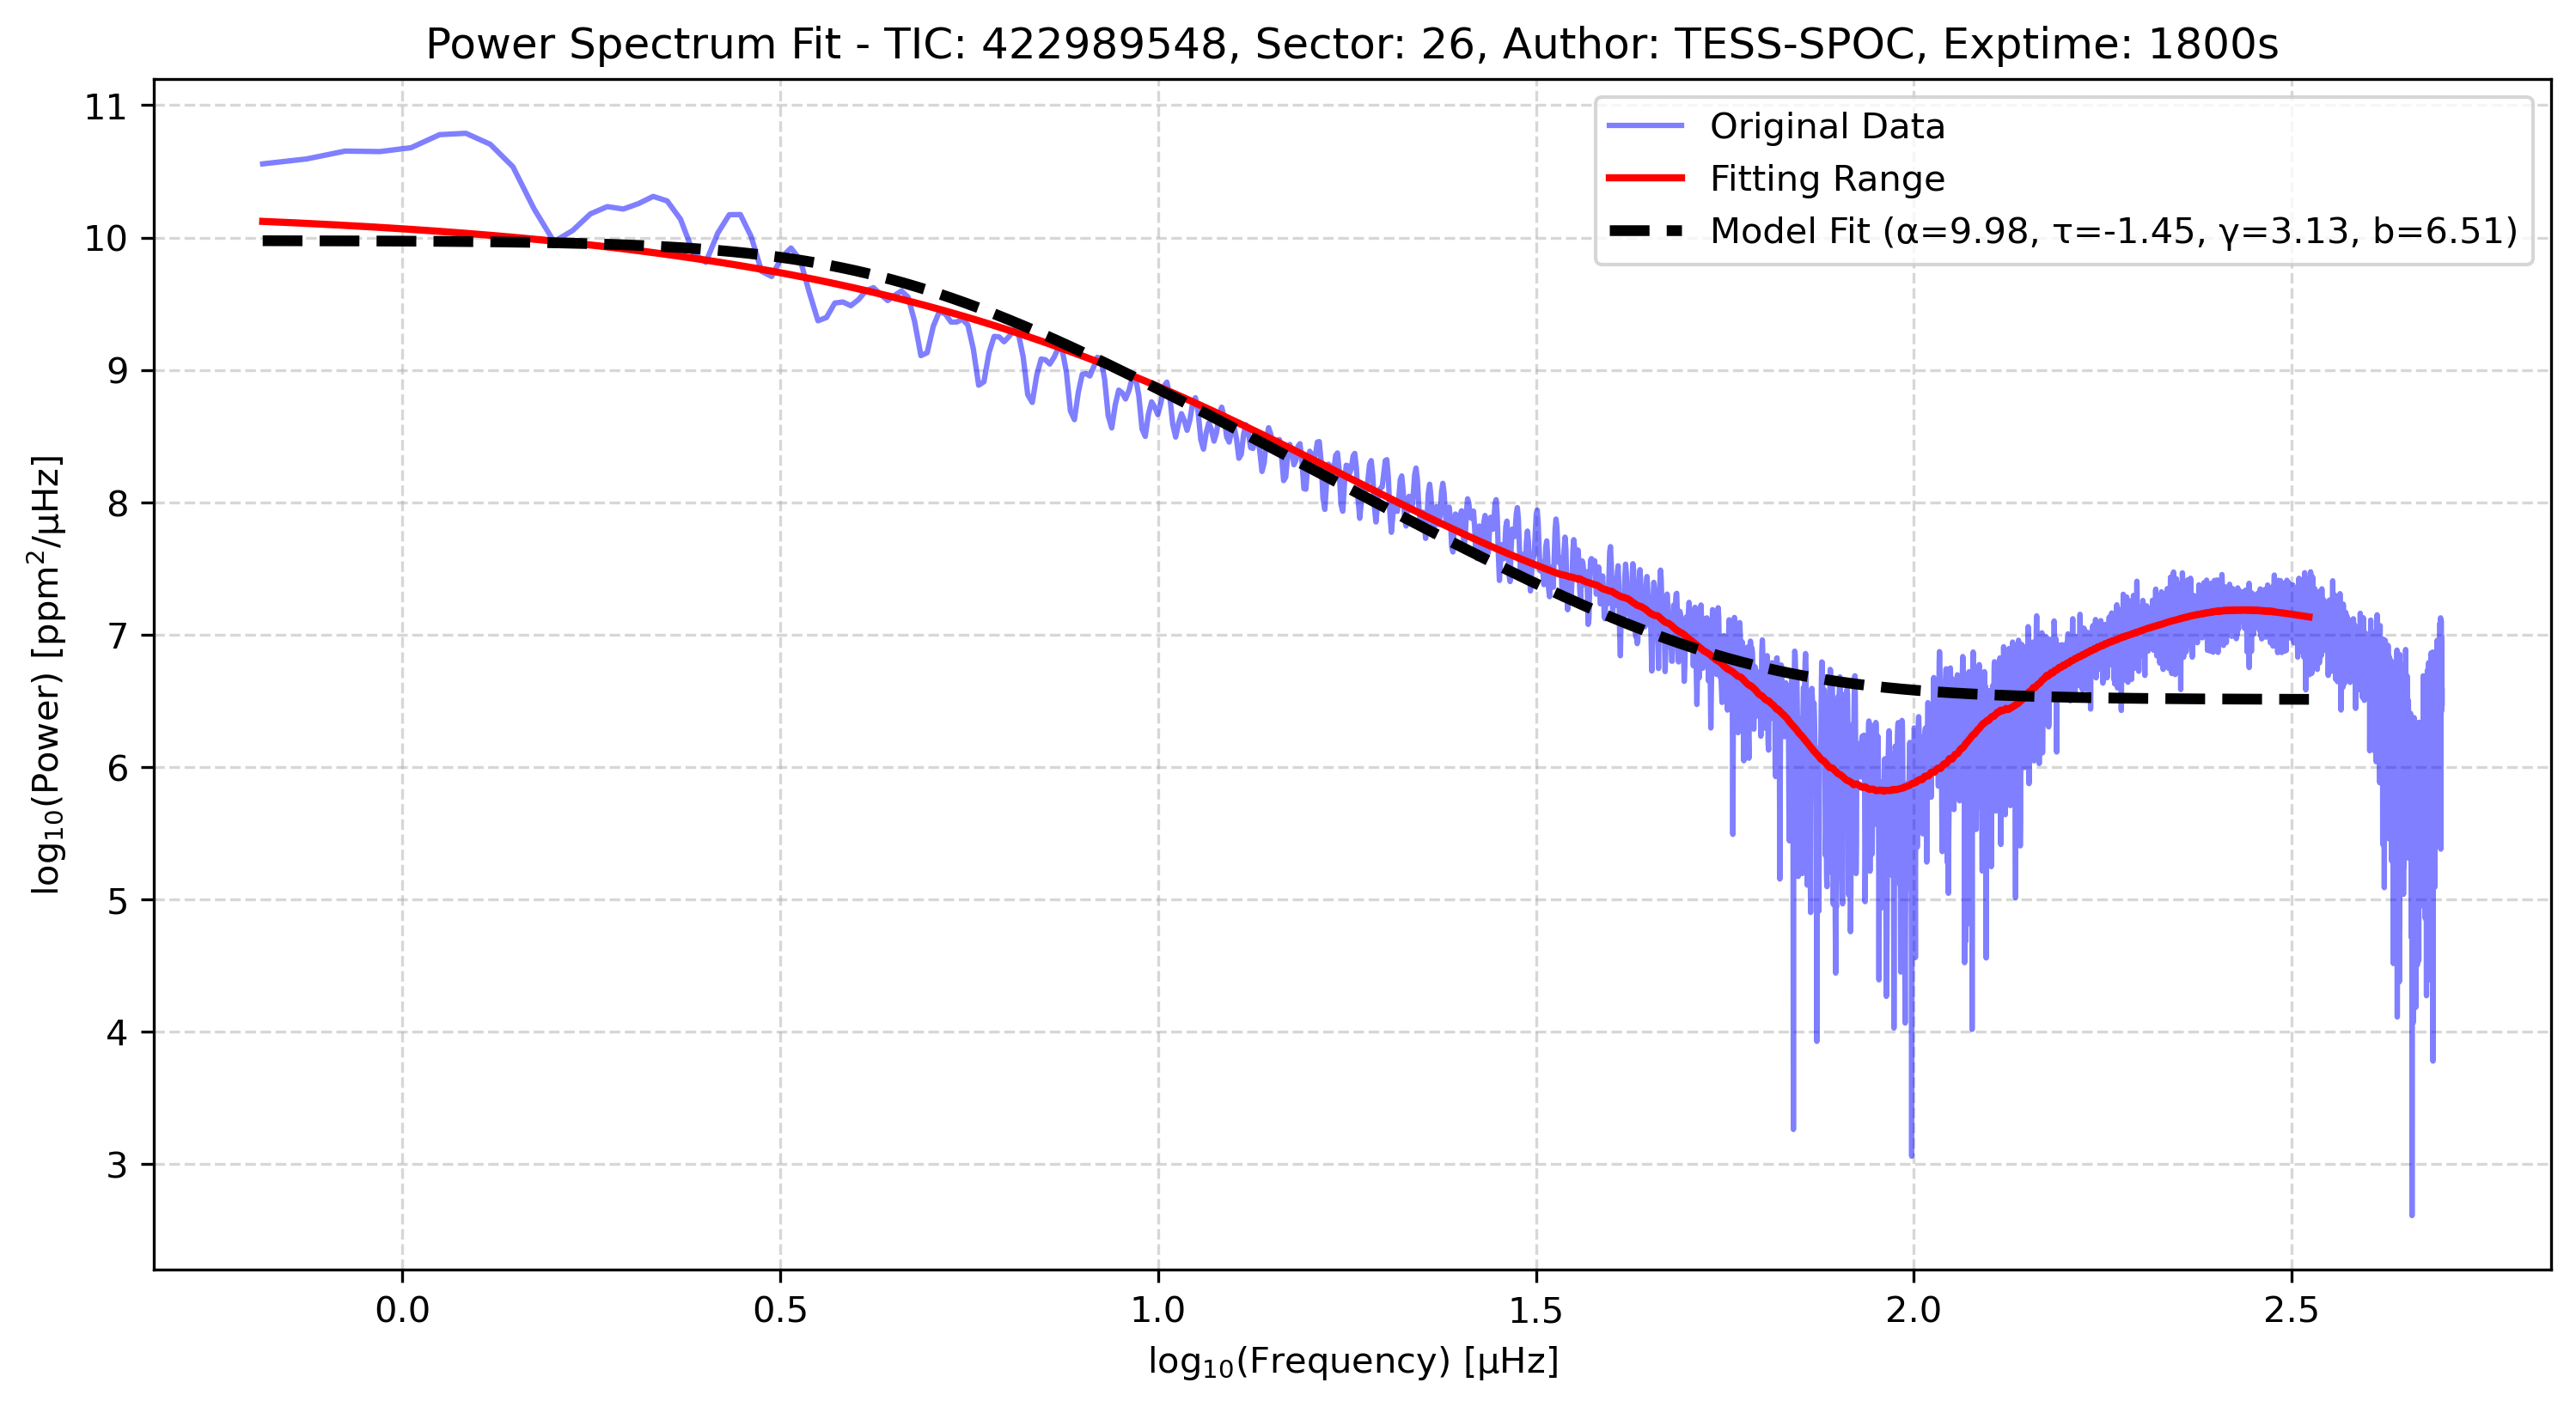 Power Spectrum Fit - TIC: 422989548, Sector: 26, Author: TESS-SPOC, Exptime: 1800s
Original Data
Fitting Range
Model Fit (α=9.98, τ=-1.45, γ=3.13, b=6.51)
log₁₀(Power) [ppm²/μHz]
11
10
9
8
7
6
5
4
3
0.0 0.5 1.0 1.5 2.0 2.5
log₁₀(Frequency) [μHz]